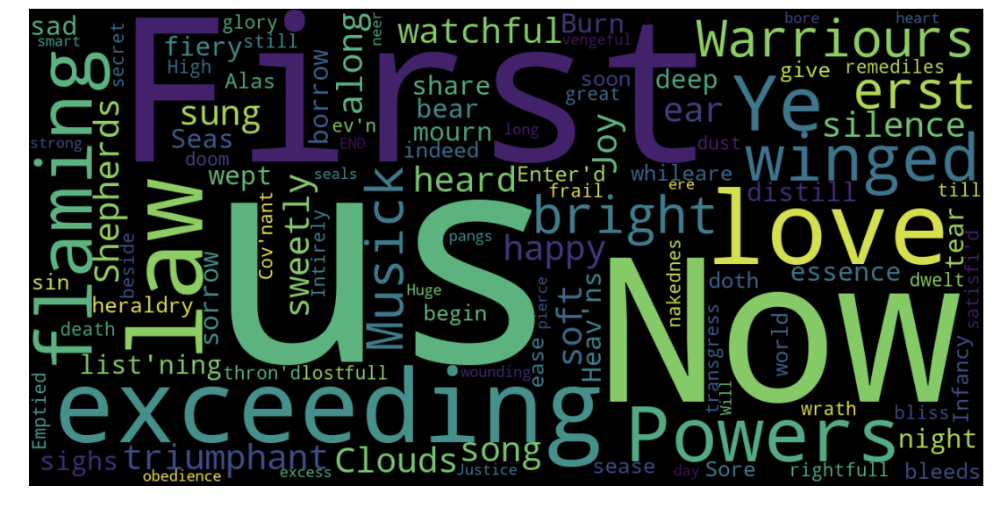 sad
smart
secret
fiery
High
glory
still
Alas
sung
Seas
doom
First
borrow
along
ev'n
END
neer
watchful
share
bear
mourn
indeed
Burn
vengeful
great
soon
deep
ear
Joy
long
dust
Warriours
Ye
give
remediles
erst
silence
bore
heart
flaming
strong
Shepherds
law
wept
sweetly
Cov'nant
Intirely
seals
Musick
heard
Enter'd
frail
whileare
ere
winged
distill
till
us
bright
love
pangs
happy
soft
Heav'ns
nakednes
doth
essence
dwelt
tear
satisfi'd
sin
beside
heraldry
sorrow
death
Huge
begin
pierce
ease
Now
transgress
world
Infancy
list'ning
thron'd
lostfull
wounding
Emptied
exceeding
Powers
Will
wrath
bliss
night
sighs
triumphant
obedience
excess
Clouds
song
Justice
sease
day
Sore
rightfull
bleeds